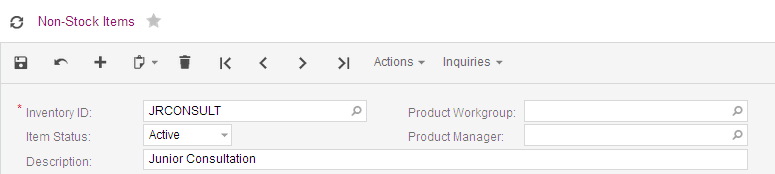 Non-Stock Items
Actions Inquiries
* Inventory ID: JRCONSULT Product Workgroup:
Item Status: Active Product Manager:
Description: Junior Consultation